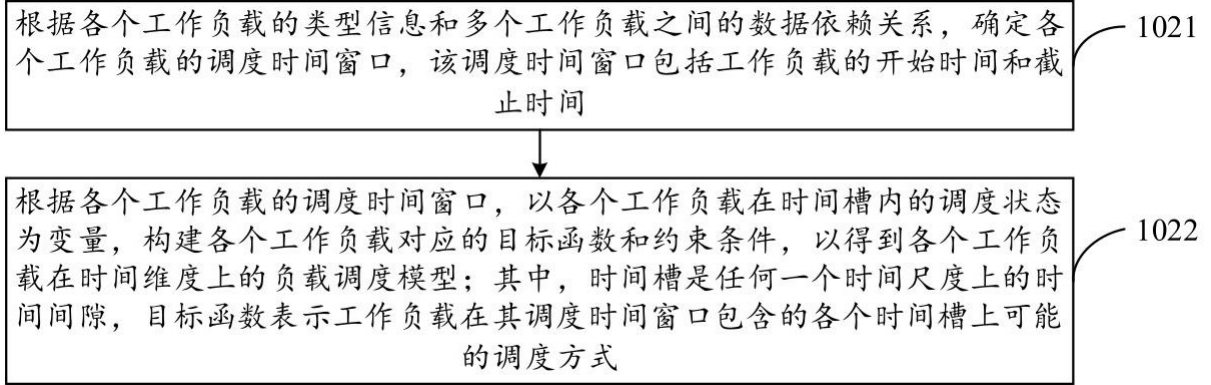 根据各个工作负载的类型信息和多个工作负载之间的数据依赖关系，确定各
个工作负载的调度时间窗口，该调度时间窗口包括工作负载的开始时间和截
止时间
1021
根据各个工作负载的调度时间窗口，以各个工作负载在时间槽内的调度状态
为变量，构建各个工作负载对应的目标函数和约束条件，以得到各个工作负
载在时间维度上的负载调度模型；其中，时间槽是任何一个时间尺度上的时
间间隙，目标函数表示工作负载在其调度时间窗口包含的各个时间槽上可能
的调度方式
1022